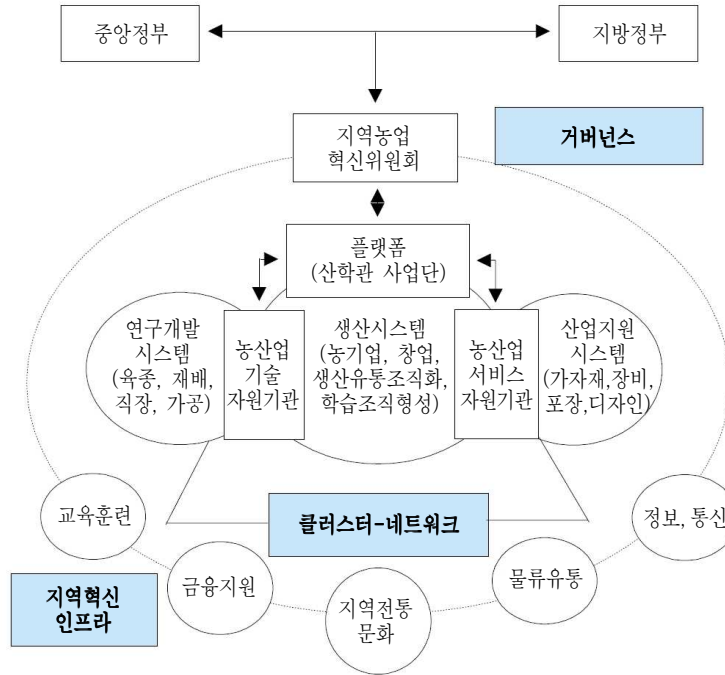 중앙정부
지방정부
지역농업
혁신위원회
거버넌스
플랫폼
(산학관 사업단)
연구개발
시스템
(육종, 재배,
직장, 가공)
농산업
기술
자원기관
생산시스템
(농기업, 창업,
생산유통조직화,
학습조직형성)
농산업
서비스
자원기관
산업지원
시스템
(가자재,장비,
포장,디자인)
교육훈련
클러스터-네트워크
정보, 통신
지역혁신
인프라
금융지원
지역전통
문화
물류유통